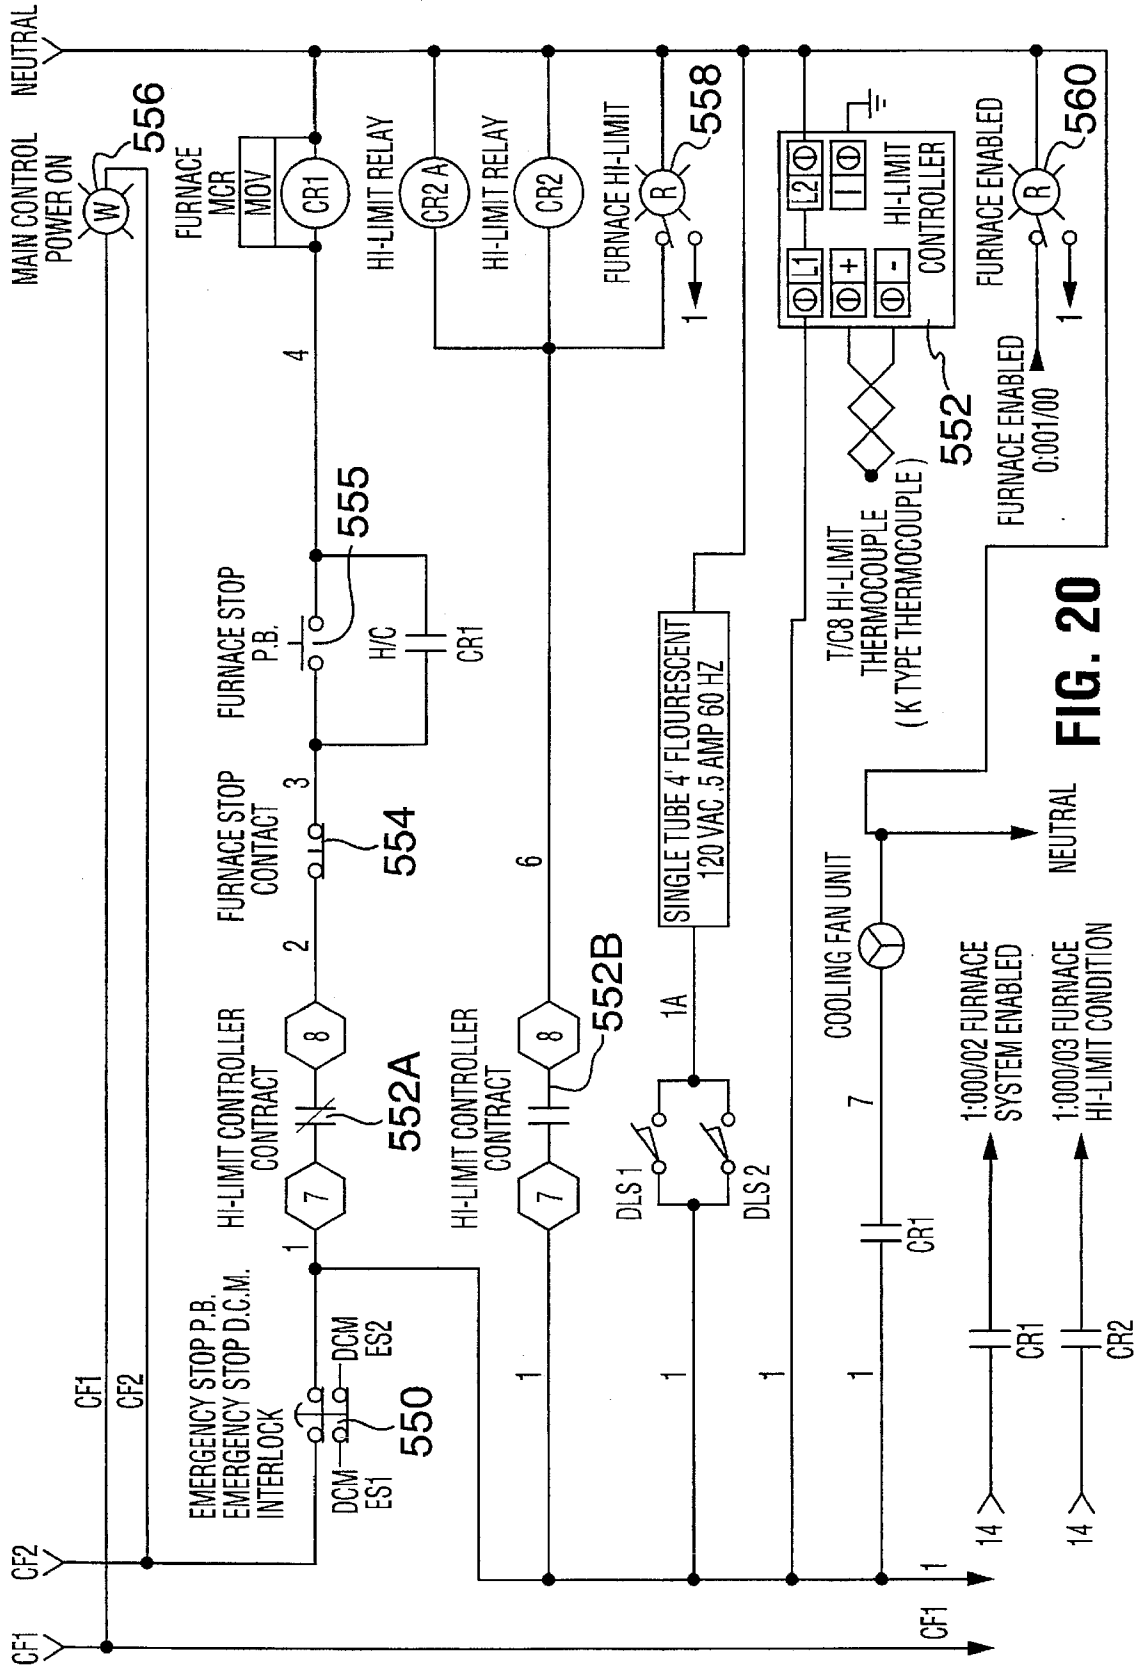 CF1
CF2
NEUTRAL
CF1
CF2
MAIN CONTROL
POWER ON
W
556
EMERGENCY STOP P.B.
EMERGENCY STOP D.C.M.
INTERLOCK
DCM
ES1
DCM
ES2
550
1
HI-LIMIT CONTROLLER
CONTRACT
7
8
552A
2
FURNACE STOP
CONTACT
554
3
FURNACE STOP
P.B.
555
H/C
CR1
4
FURNACE
MCR
MOV
CR1
HI-LIMIT RELAY
CR2 A
1
HI-LIMIT CONTROLLER
CONTRACT
7
8
552B
6
HI-LIMIT RELAY
CR2
FURNACE HI-LIMIT
R
558
1
1
DLS 1
DLS 2
1A
SINGLE TUBE 4' FLOURESCENT
120 VAC .5 AMP 60 HZ
1
L1
L2
+
-
HI-LIMIT
CONTROLLER
552
T/C8 HI-LIMIT
THERMOCOUPLE
( K TYPE THERMOCOUPLE )
1
CR1
7
COOLING FAN UNIT
NEUTRAL
FURNACE ENABLED
0:001/00
FURNACE ENABLED
R
560
1
CF1
1
14
CR1
1:000/02 FURNACE
SYSTEM ENABLED
14
CR2
1:000/03 FURNACE
HI-LIMIT CONDITION
FIG. 20